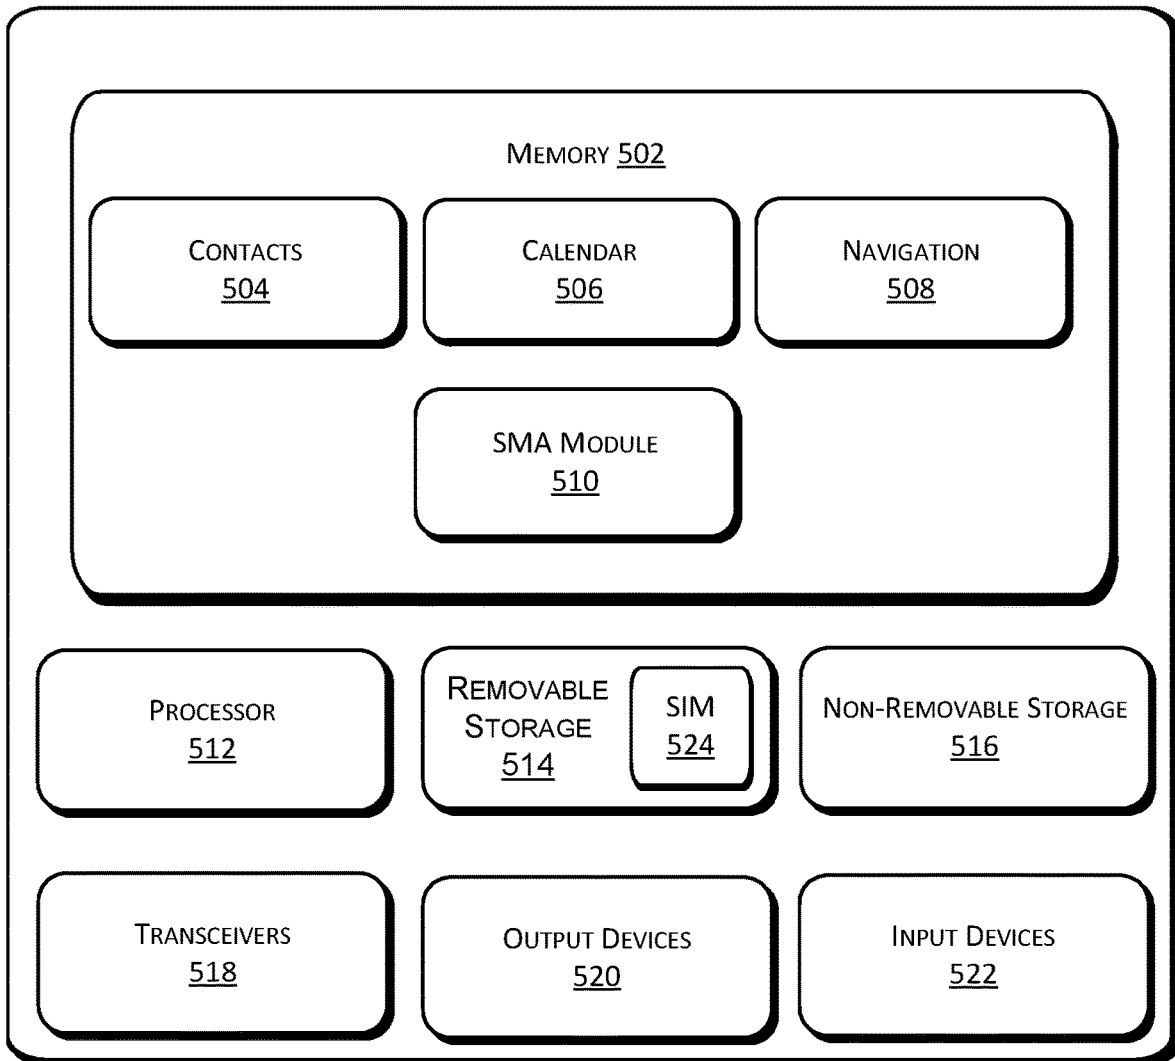 MEMORY 502
CONTACTS
504
CALENDAR
506
NAVIGATION
508
SMA MODULE
510
PROCESSOR
512
REMOVABLE
STORAGE
514
SIM
524
NON-REMOVABLE STORAGE
516
TRANSCEIVERS
518
OUTPUT DEVICES
520
INPUT DEVICES
522